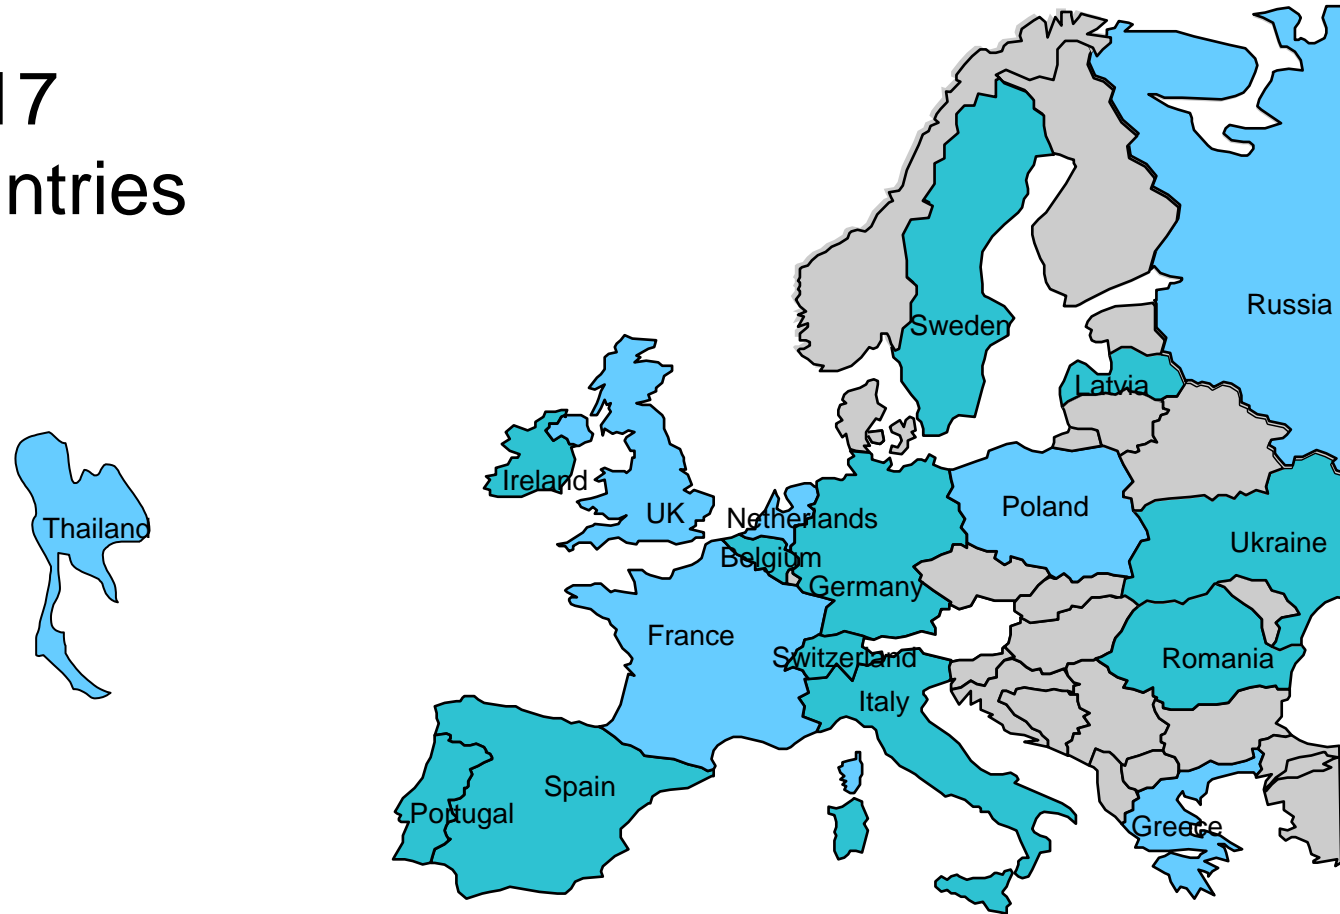 17
ntries
Russia
Sweden
Latvia
Ireland
UK
Netherlands
Poland
Thailand
Belgium
Ukraine
Germany
France
Switzerland
Romania
Italy
Spain
Portugal
Greece